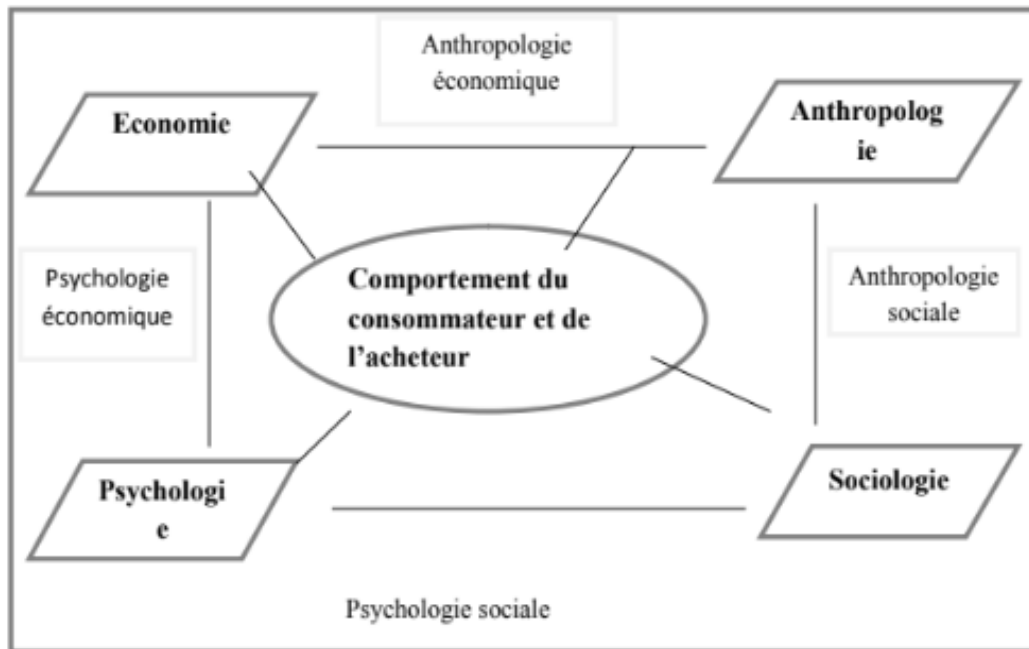 Anthropologie
économique
Economie
Anthropolog
ie
Psychologie
économique
Comportement du
consommateur et de
l’acheteur
Anthropologie
sociale
Psychologi
e
Sociologie
Psychologie sociale